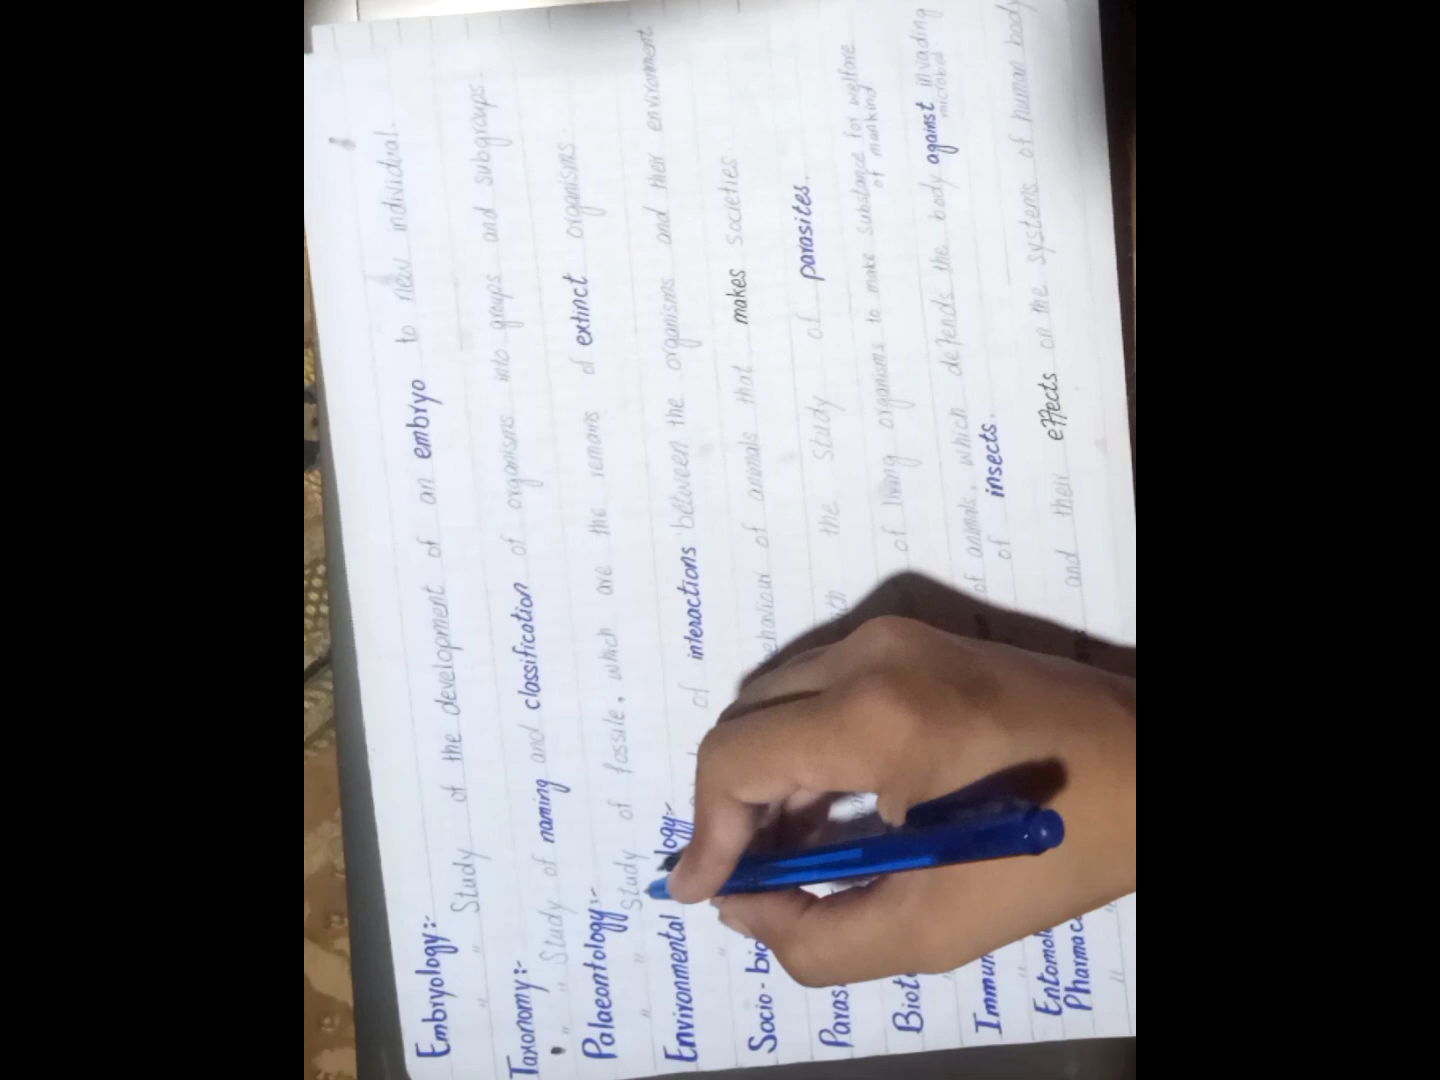 Embryology:-
" Study of the development of an embryo to new individual.
Taxonomy:-
" Study of naming and classification of organisms into groups and subgroups.
Palaeontology:-
" Study of fossile, which are the remains of extinct organisms.
Environmental logy:-
" of interactions between the organisms and their environment
Socio-bio
" behaviour of animals that makes societies.
Paras
the study of parasites.
Biote
of living organisms to make substance for welfare
of mankind
Immun
" of animals, which defends the body against invading
microbes
Entomol of insects.
Pharmac
" and their effects on the systems of human body